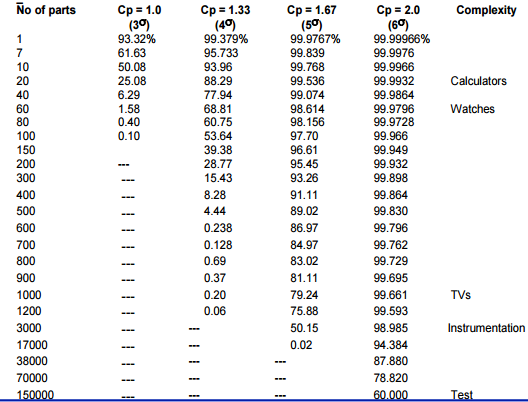 No of parts Cp = 1.0 Cp = 1.33 Cp = 1.67 Cp = 2.0 Complexity
(3σ) (4σ) (5σ) (6σ)
1 93.32% 99.379% 99.9767% 99.99966%
7 61.63 95.733 99.839 99.9976
10 50.08 93.96 99.768 99.9966
20 25.08 88.29 99.536 99.9932 Calculators
40 6.29 77.94 99.074 99.9864
60 1.58 68.81 98.614 99.9796 Watches
80 0.40 60.75 98.156 99.9728
100 0.10 53.64 97.70 99.966
150 39.38 96.61 99.949
200 --- 28.77 95.45 99.932
300 --- 15.43 93.26 99.898
400 --- 8.28 91.11 99.864
500 --- 4.44 89.02 99.830
600 --- 0.238 86.97 99.796
700 --- 0.128 84.97 99.762
800 --- 0.69 83.02 99.729
900 --- 0.37 81.11 99.695
1000 --- 0.20 79.24 99.661 TVs
1200 --- 0.06 75.88 99.593
3000 --- --- 50.15 98.985 Instrumentation
17000 --- --- 0.02 94.384
38000 --- --- --- 87.880
70000 --- --- --- 78.820
150000 --- --- --- 60.000 Test